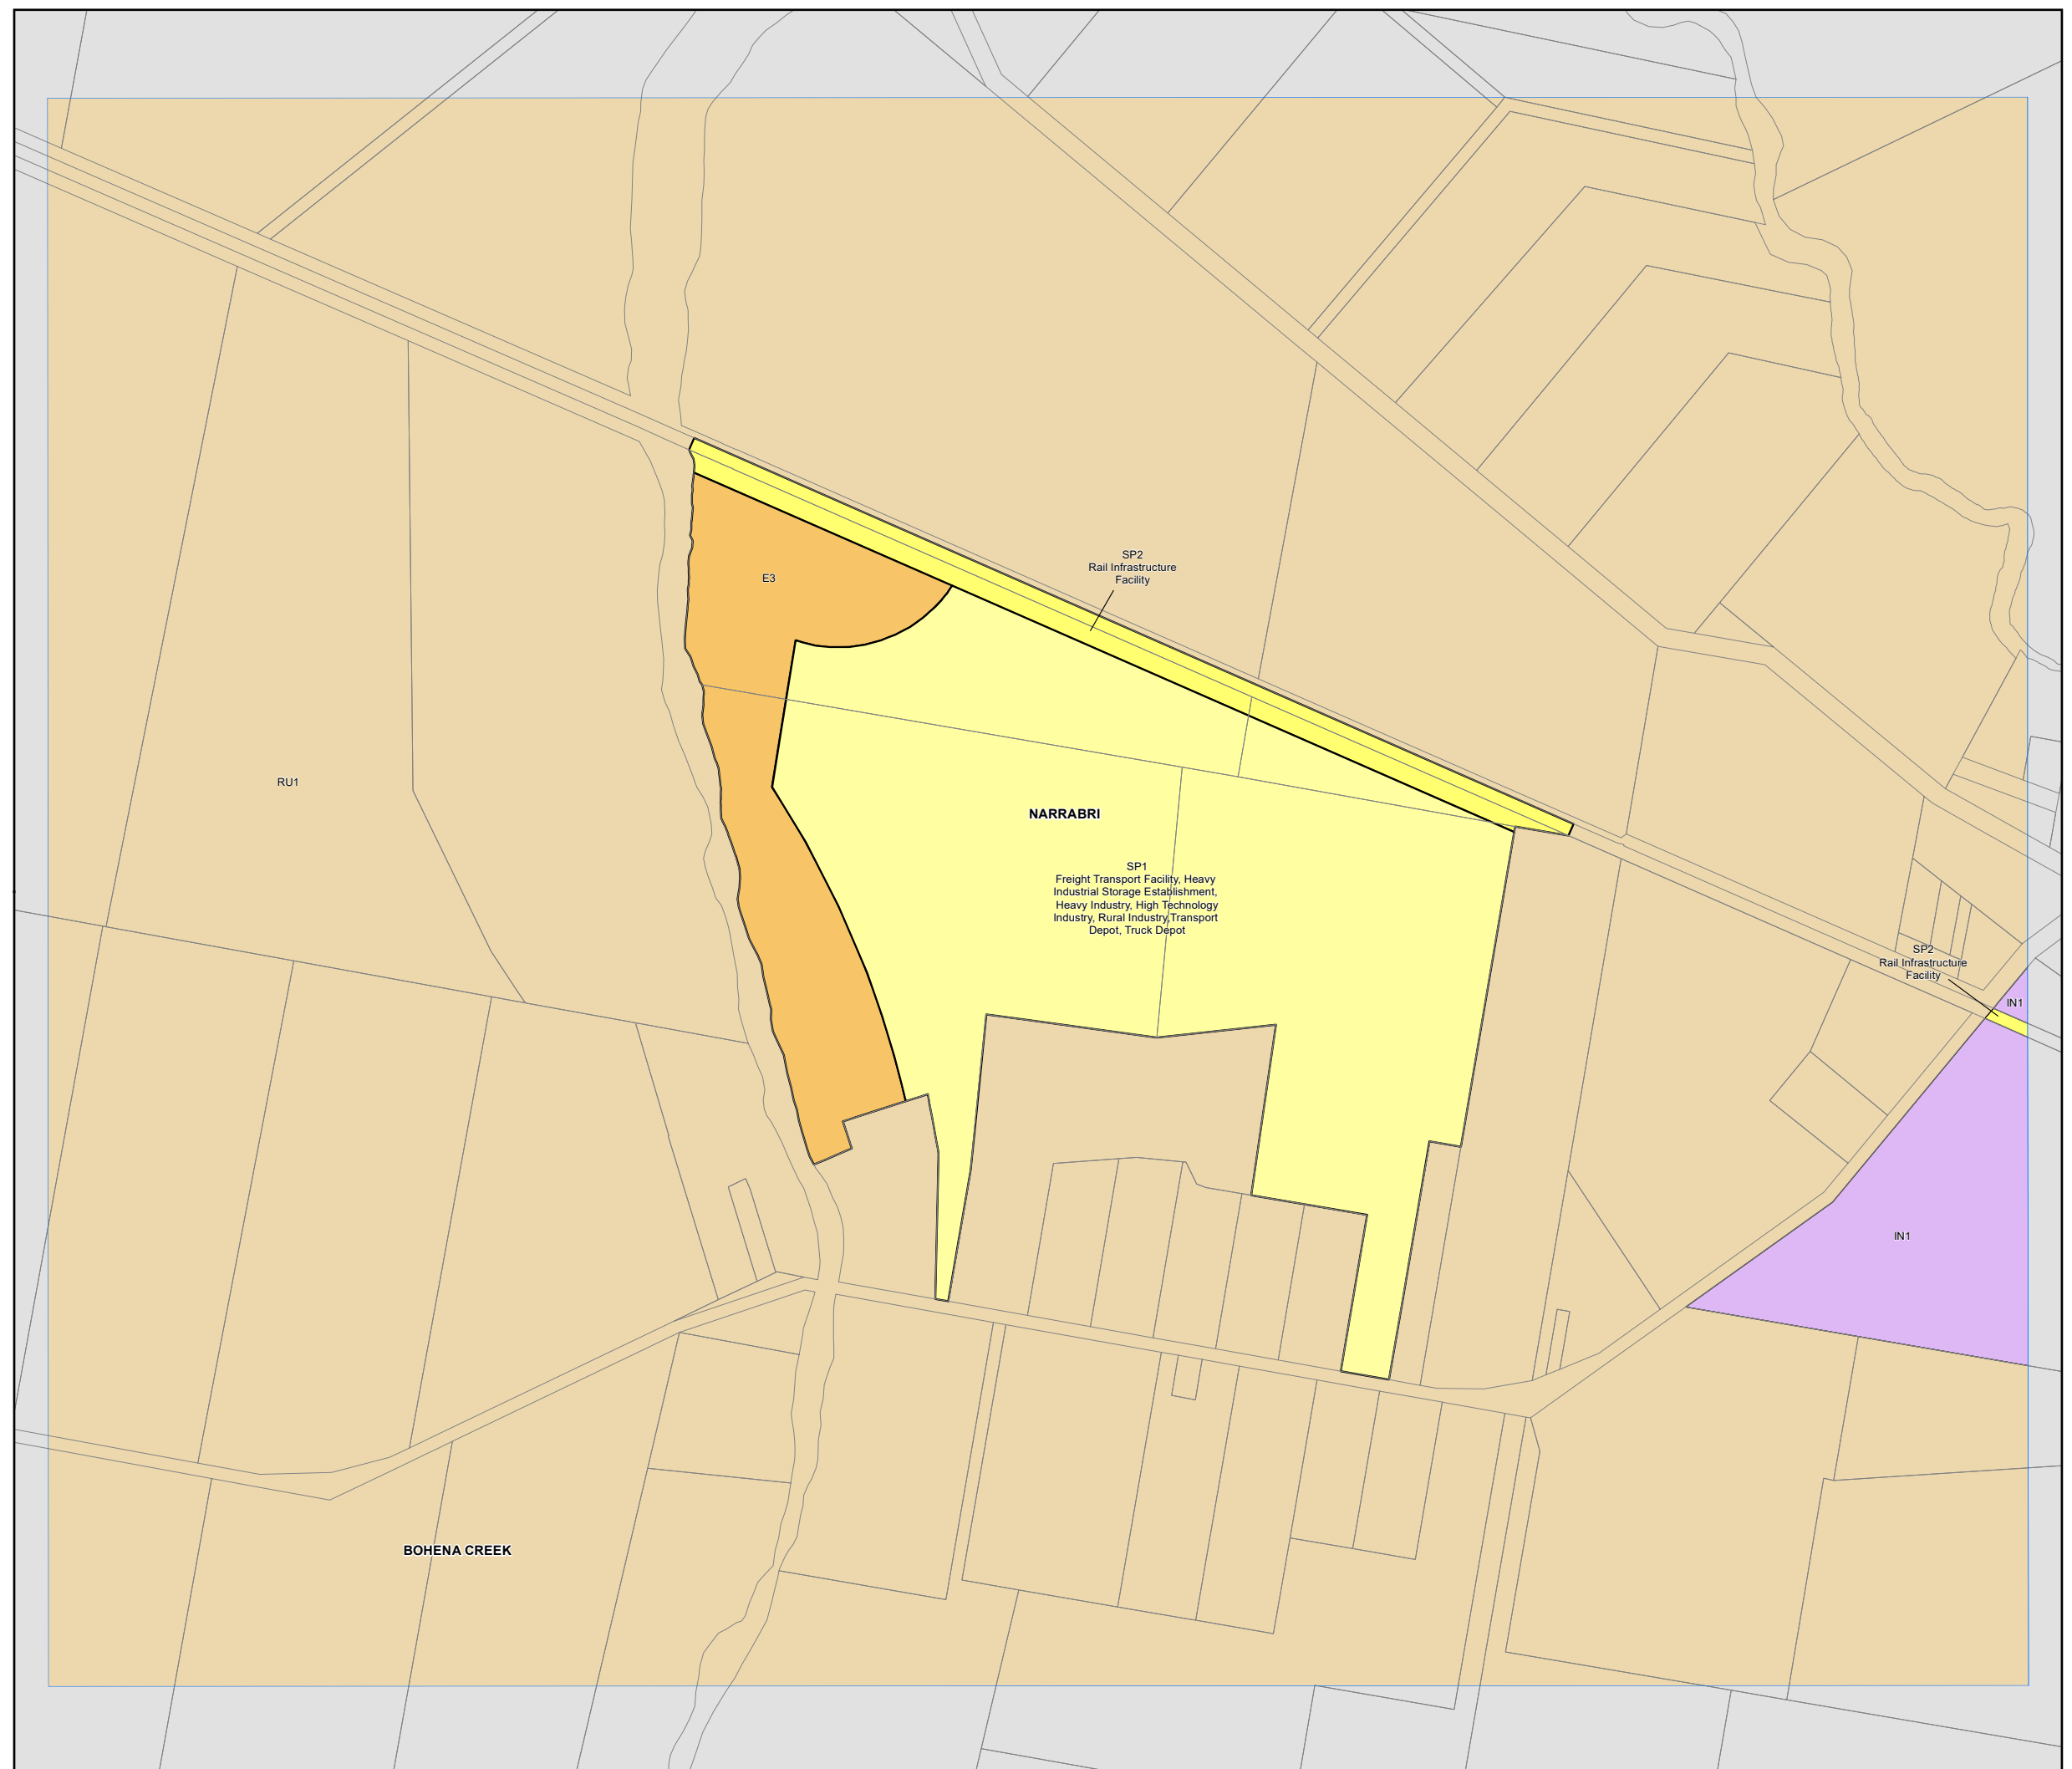 SP2
Rail Infrastructure
Facility
E3
RU1
NARRABRI
SP1
Freight Transport Facility, Heavy
Industrial Storage Establishment,
Heavy Industry, High Technology
Industry, Rural Industry,Transport
Depot, Truck Depot
SP2
Rail Infrastructure
Facility
IN1
IN1
BOHENA CREEK